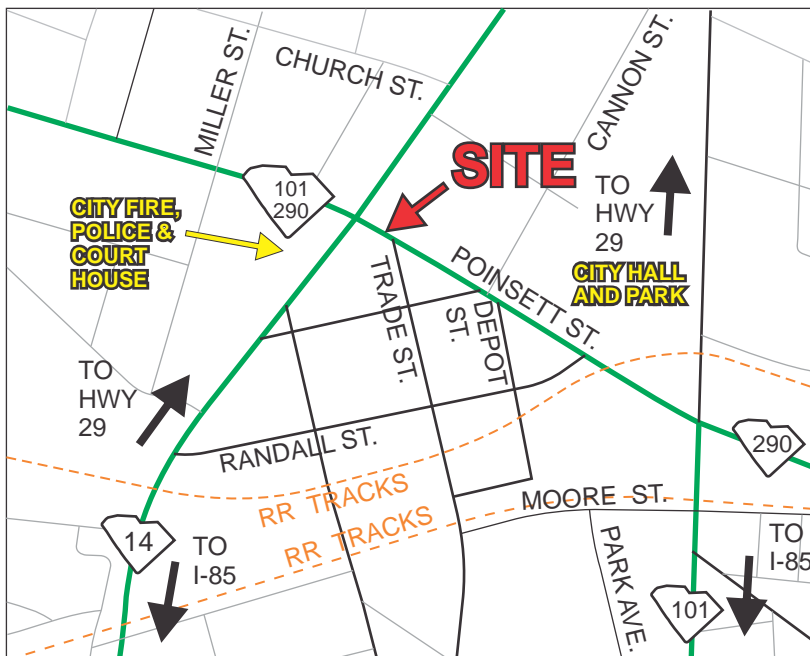 MILLER ST.
CHURCH ST.
CANNON ST.
SITE
101
290
TO
HWY
29
CITY FIRE,
POLICE &
COURT
HOUSE
CITY HALL
AND PARK
POINSETT ST.
TRADE ST.
DEPOT
ST.
TO
HWY
29
RANDALL ST.
290
RR TRACKS
MOORE ST.
RR TRACKS
14
TO
I-85
PARK AVE.
101
TO
I-85